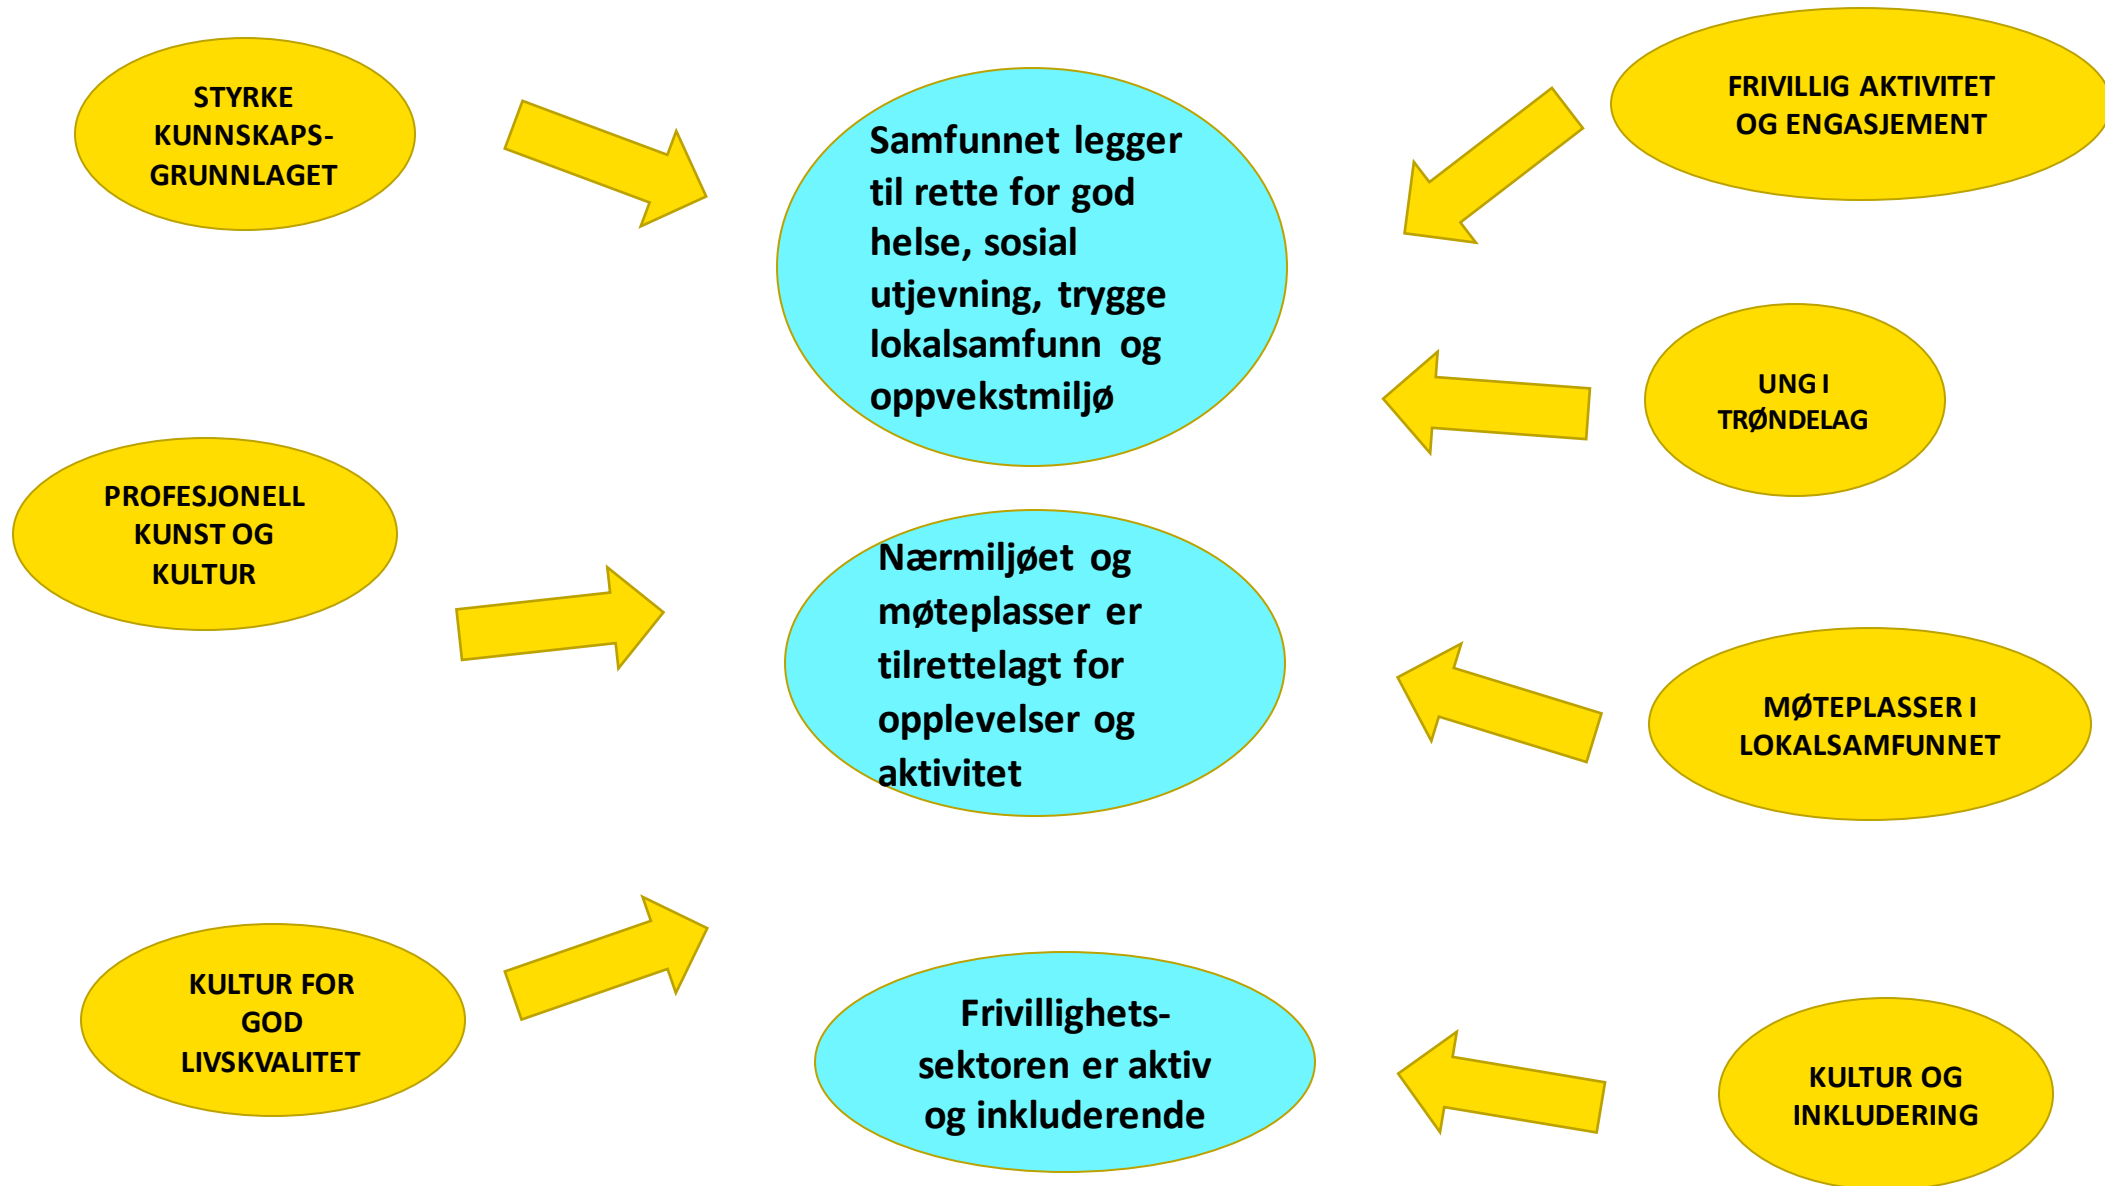 STYRKE
KUNNSKAPS-
GRUNNLAGET
PROFESJONELL
KUNST OG
KULTUR
KULTUR FOR
GOD
LIVSKVALITET
Samfunnet legger
til rette for god
helse, sosial
utjevning, trygge
lokalsamfunn og
oppvekstmiljø
Nærmiljøet og
møteplasser er
tilrettelagt for
opplevelser og
aktivitet
Frivillighets-
sektoren er aktiv
og inkluderende
FRIVILLIG AKTIVITET
OG ENGASJEMENT
UNG I
TRØNDELAG
MØTEPLASSER I
LOKALSAMFUNNET
KULTUR OG
INKLUDERING